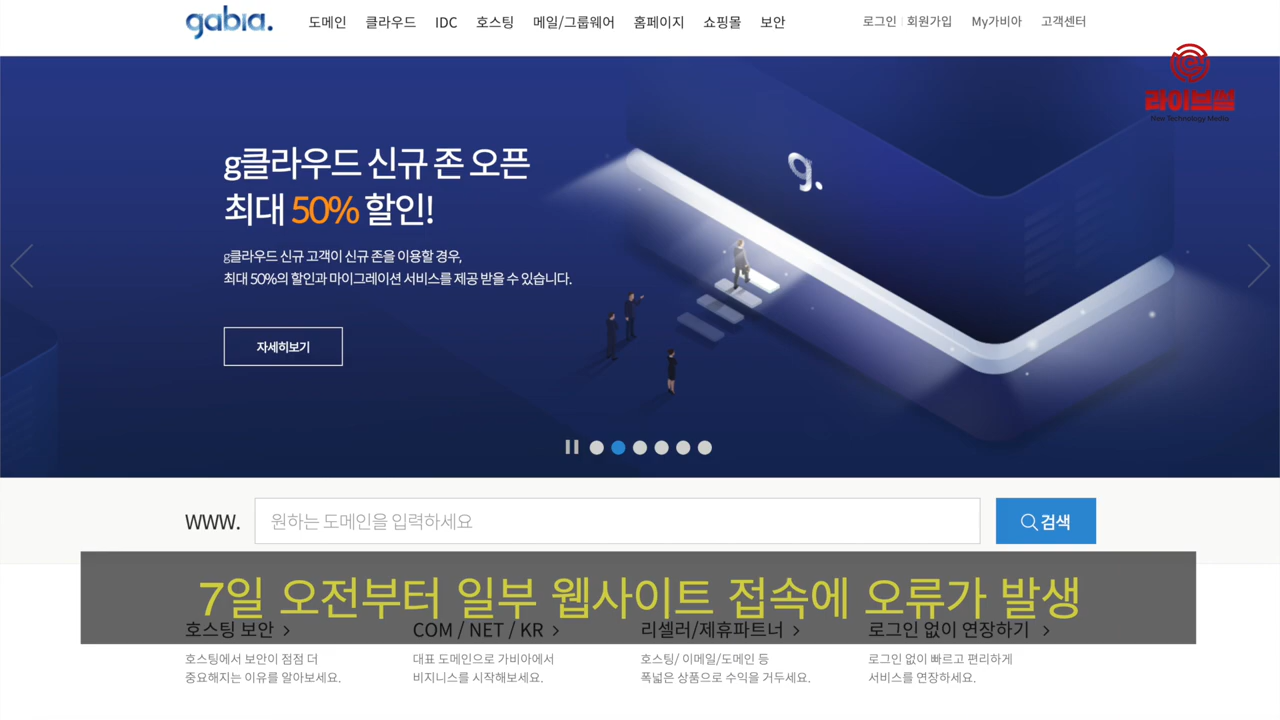 gabia.
도메인 클라우드 IDC 호스팅 메일/그룹웨어 홈페이지 쇼핑몰 보안
로그인 | 회원가입 My가비아 고객센터
라이브썸
New Technology Media
g클라우드 신규 존 오픈
최대 50% 할인!
g클라우드 신규 고객이 신규 존을 이용할 경우,
최대 50%의 할인과 마이그레이션 서비스를 제공 받을 수 있습니다.
자세히보기
g.
www. 원하는 도메인을 입력하세요 검색
7일 오전부터 일부 웹사이트 접속에 오류가 발생
호스팅 보안 > COM / NET / KR > 리셀러/제휴파트너 > 로그인 없이 연장하기 >
호스팅에서 보안이 점점 더
중요해지는 이유를 알아보세요.
대표 도메인으로 가비아에서
비지니스를 시작해보세요.
호스팅/ 이메일/도메인 등
폭넓은 상품으로 수익을 거두세요.
로그인 없이 빠르고 편리하게
서비스를 연장하세요.